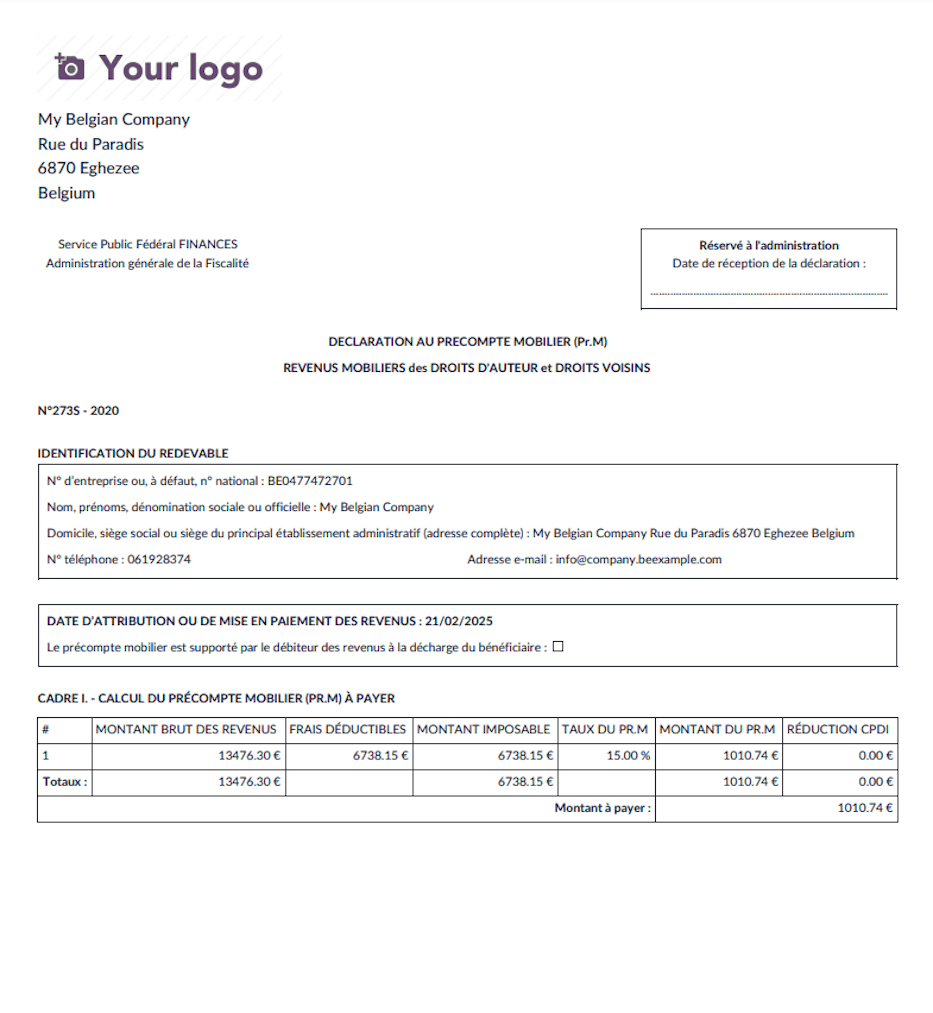 Your logo
My Belgian Company
Rue du Paradis
6870 Eghezee
Belgium
Service Public Fédéral FINANCES
Administration générale de la Fiscalité
Réservé à l'administration
Date de réception de la déclaration :
DECLARATION AU PRECOMPTE MOBILIER (Pr.M)
REVENUS MOBILIERS des DROITS D'AUTEUR et DROITS VOISINS
N°273S - 2020
IDENTIFICATION DU REDEVABLE
N° d'entreprise ou, à défaut, n° national : BE0477472701
Nom, prénoms, dénomination sociale ou officielle : My Belgian Company
Domicile, siège social ou siège du principal établissement administratif (adresse complète) : My Belgian Company Rue du Paradis 6870 Eghezee Belgium
N° téléphone : 061928374 Adresse e-mail : info@company.beexample.com
DATE D'ATTRIBUTION OU DE MISE EN PAIEMENT DES REVENUS : 21/02/2025
Le précompte mobilier est supporté par le débiteur des revenus à la décharge du bénéficiaire : ☐
CADRE I. - CALCUL DU PRÉCOMPTE MOBILIER (PR.M) À PAYER
# MONTANT BRUT DES REVENUS FRAIS DÉDUCTIBLES MONTANT IMPOSABLE TAUX DU PR.M MONTANT DU PR.M RÉDUCTION CPDI
1 13476.30 € 6738.15 € 6738.15 € 15.00 % 1010.74 € 0.00 €
Totaux : 13476.30 € 6738.15 € 1010.74 € 0.00 €
Montant à payer : 1010.74 €